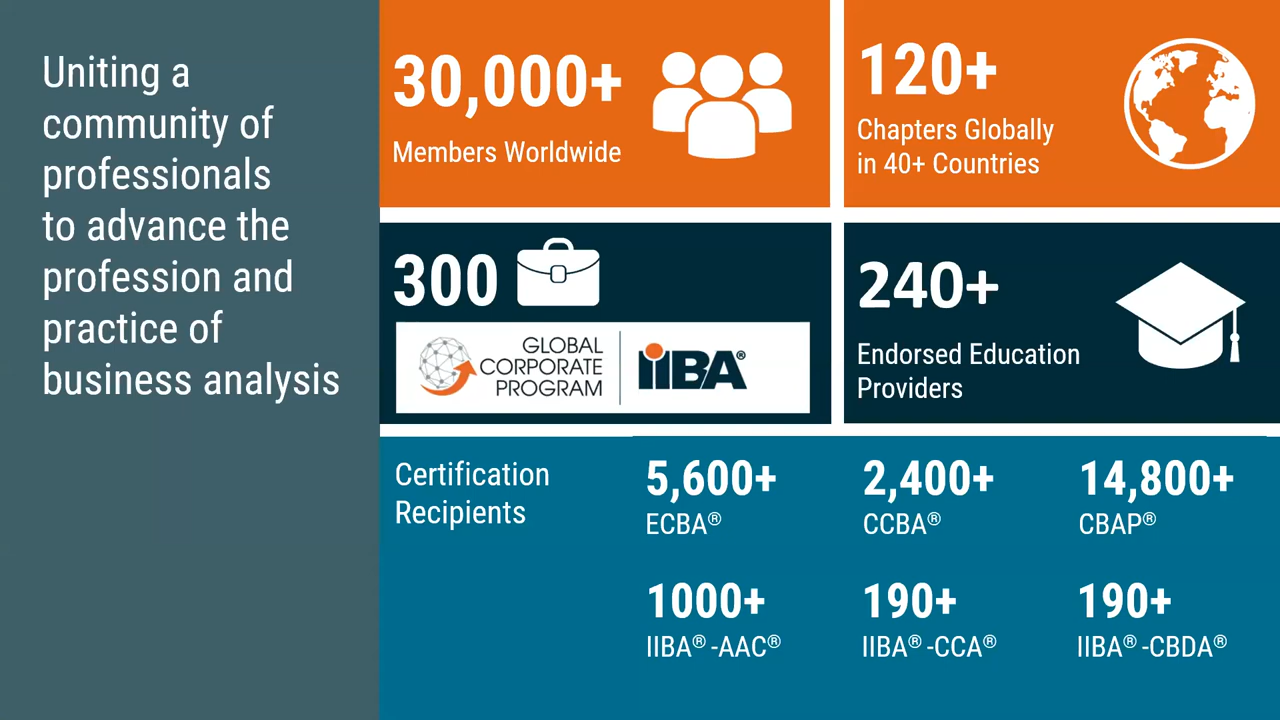 Uniting a
community of
professionals
to advance the
profession and
practice of
business analysis
30,000+
Members Worldwide
120+
Chapters Globally
in 40+ Countries
300
GLOBAL
CORPORATE
PROGRAM
IIBA®
240+
Endorsed Education
Providers
Certification
Recipients
5,600+
ECBA®
2,400+
CCBA®
14,800+
CBAP®
1000+
IIBA® -AAC®
190+
IIBA® -CCA®
190+
IIBA® -CBDA®